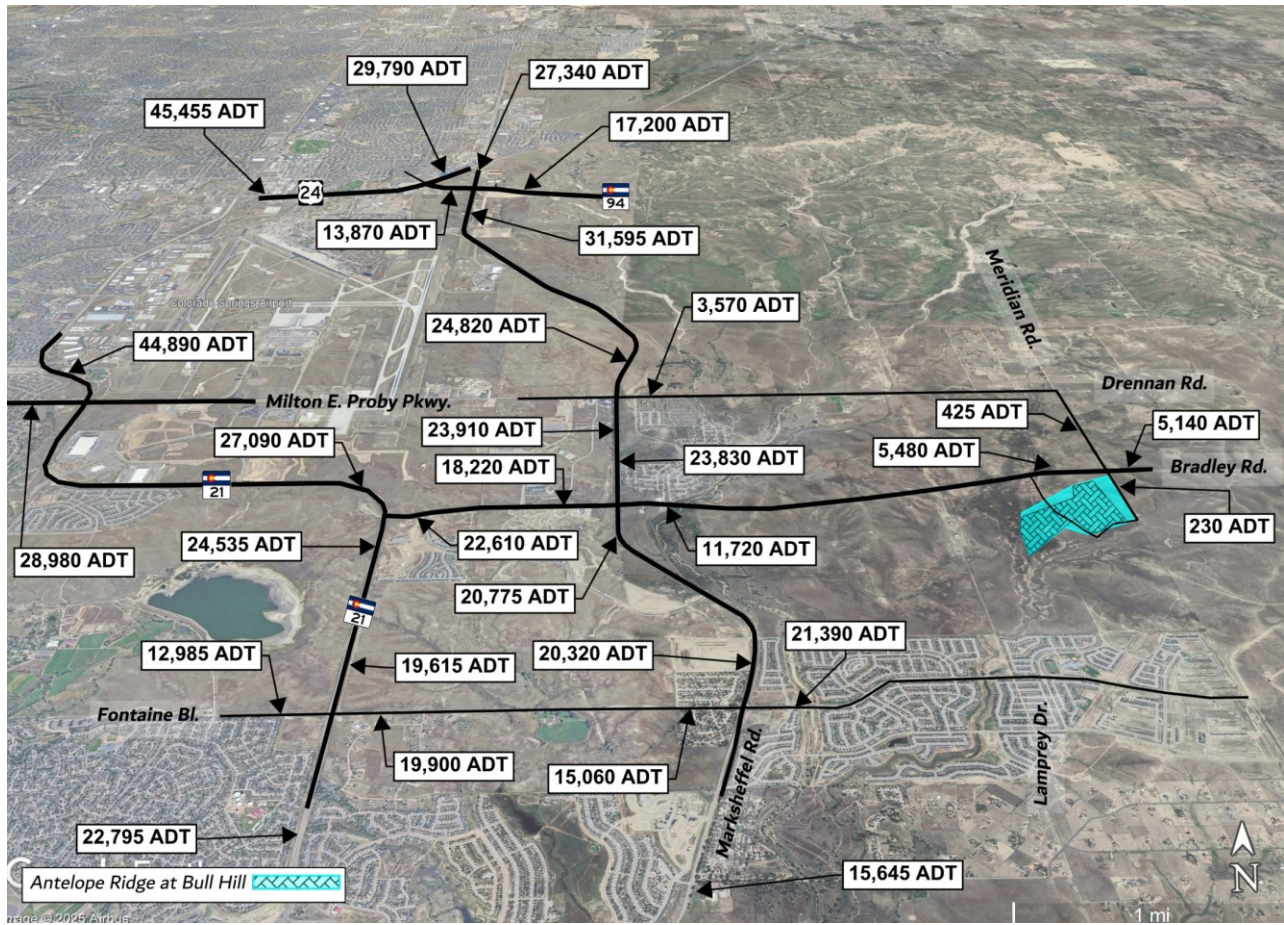 29,790 ADT
27,340 ADT
45,455 ADT
17,200 ADT
24
94
13,870 ADT
31,595 ADT
Meridian Rd.
Colorado Springs Airport
3,570 ADT
24,820 ADT
44,890 ADT
Drennan Rd.
Milton E. Proby Pkwy.
425 ADT
5,140 ADT
23,910 ADT
27,090 ADT
5,480 ADT
18,220 ADT
23,830 ADT
Bradley Rd.
21
230 ADT
28,980 ADT
24,535 ADT
22,610 ADT
11,720 ADT
20,775 ADT
21
21,390 ADT
12,985 ADT
20,320 ADT
19,615 ADT
Fontaine Bl.
19,900 ADT
15,060 ADT
Marksheffel Rd.
Lamprey Dr.
22,795 ADT
15,645 ADT
N
Antelope Ridge at Bull Hill
© 2025 Airbus
1 mi